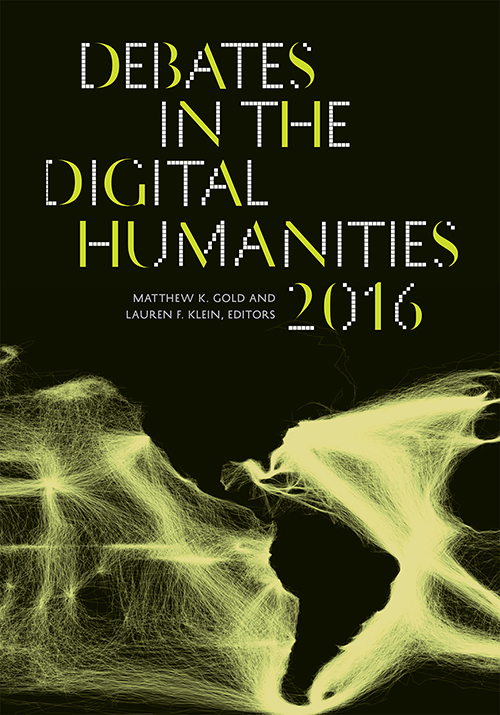 DEBATES
IN THE
DIGITAL
HUMANITIES
MATTHEW K. GOLD AND
LAUREN F. KLEIN, EDITORS
2016